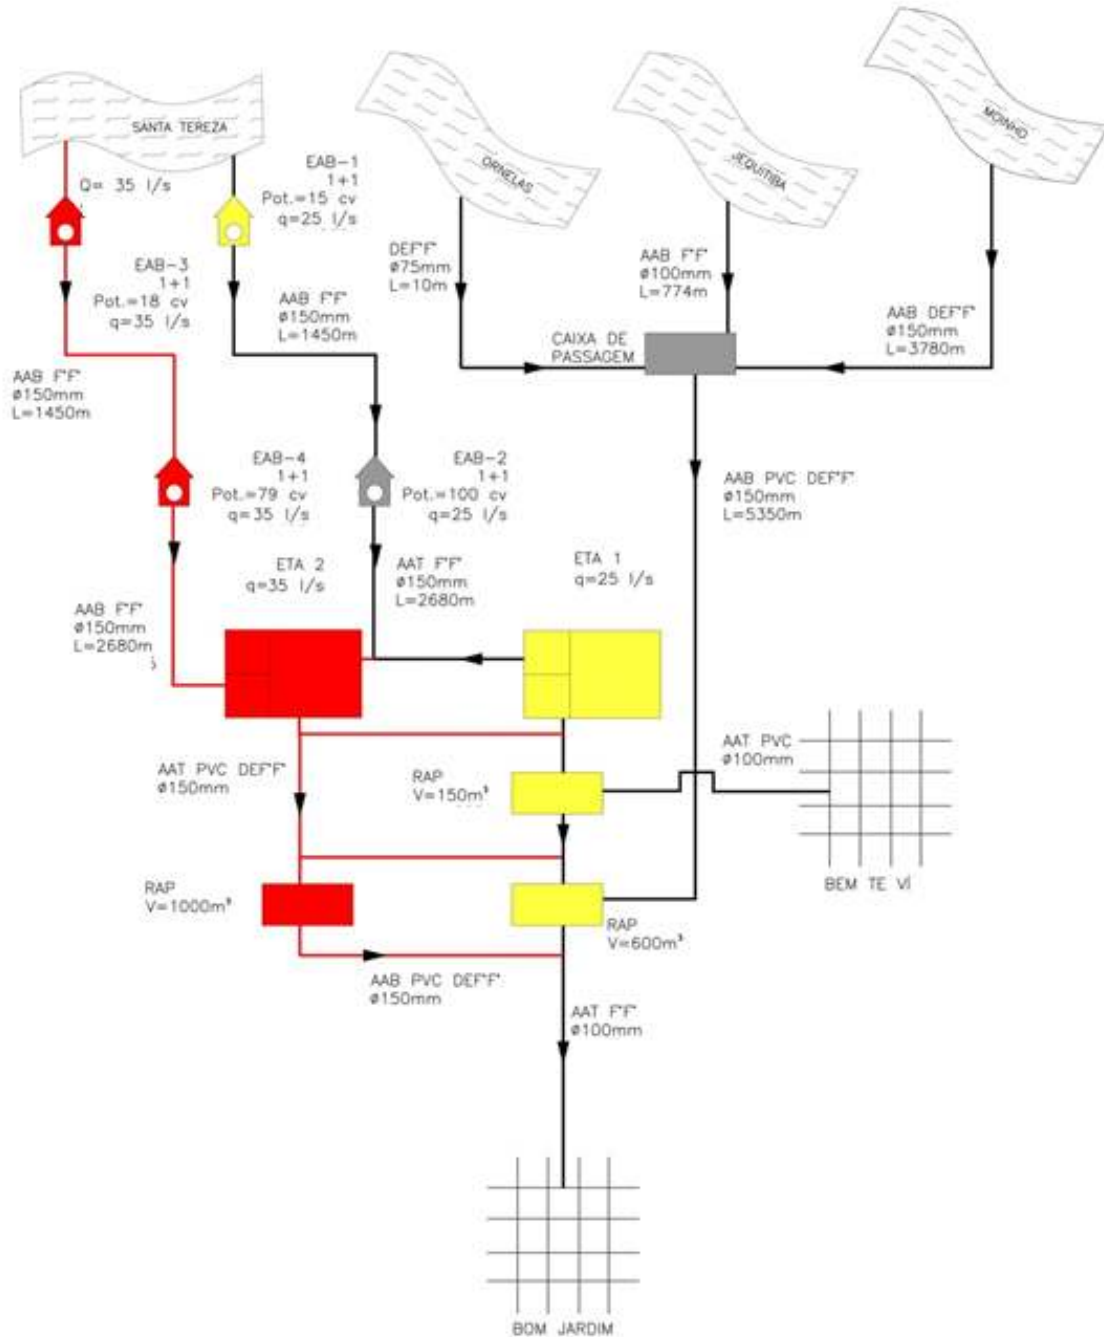 SANTA TEREZA
ORNELAS
JEQUITIBA
MOINHO
Q= 35 l/s
EAB-1
1+1
Pot.=15 cv
q=25 l/s
EAB-3
1+1
Pot.=18 cv
q=35 l/s
AAB F°F°
ø150mm
L=1450m
DEF°F°
ø75mm
L=10m
AAB F°F°
ø100mm
L=774m
AAB DEF°F°
ø150mm
L=3780m
CAIXA DE
PASSAGEM
AAB F°F°
ø150mm
L=1450m
EAB-4
1+1
Pot.=79 cv
q=35 l/s
EAB-2
1+1
Pot.=100 cv
q=25 l/s
AAB PVC DEF°F°
ø150mm
L=5350m
ETA 2
q=35 l/s
AAT F°F°
ø150mm
L=2680m
ETA 1
q=25 l/s
AAB F°F°
ø150mm
L=2680m
AAT PVC
ø100mm
AAT PVC DEF°F°
ø150mm
RAP
V=150m³
BEM TE VÍ
RAP
V=1000m³
RAP
V=600m³
AAB PVC DEF°F°
ø150mm
AAT F°F°
ø100mm
BOM JARDIM